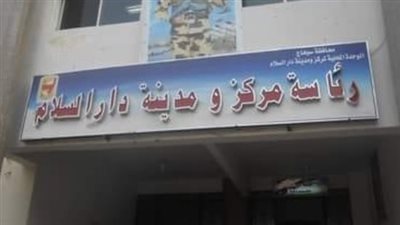 محافظة سوهاج
الوحدة المحلية لمركز ومدينة دار السلام
رئاسة مركز و مدينة دار السلام